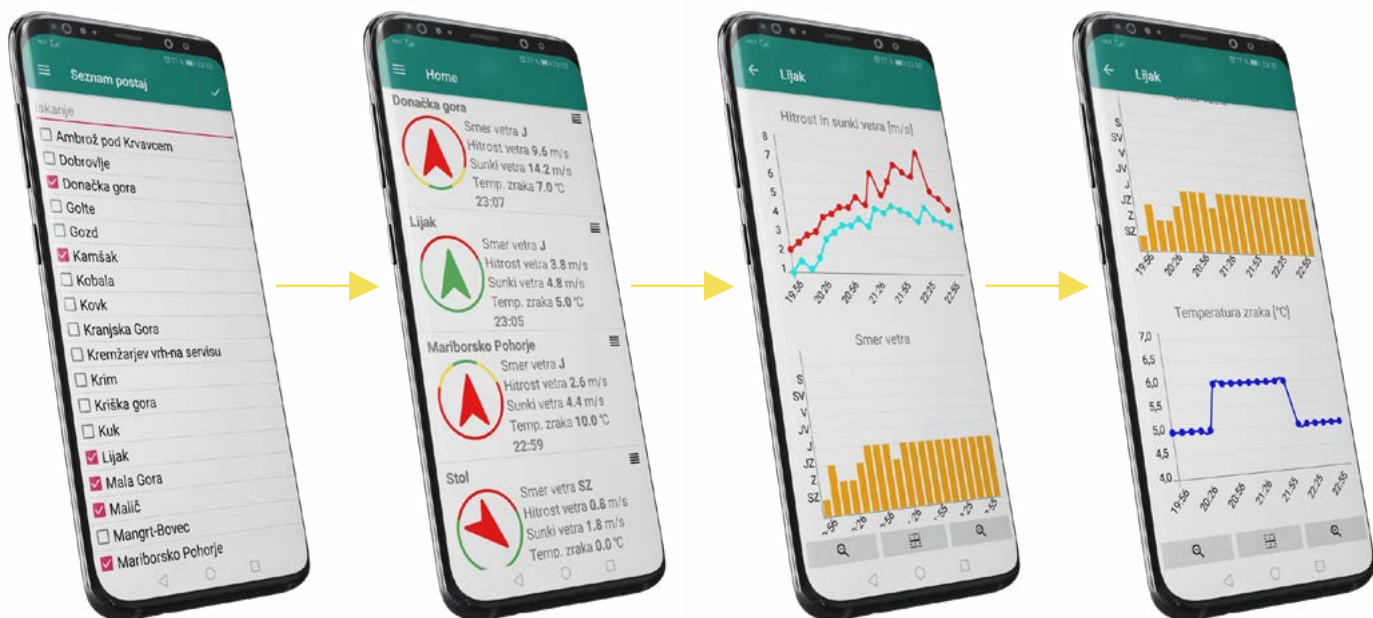 Seznam postaj
Iskanje
Ambrož pod Krvavcem
Dobrovlje
Donačka gora
Golte
Gozd
Kamšak
Kobala
Kovk
Kranjska Gora
Kremžarjev vrh-na servisu
Krim
Kriška gora
Kuk
Lijak
Mala Gora
Malič
Mangrt-Bovec
Mariborsko Pohorje
Home
Donačka gora
Smer vetra J
Hitrost vetra 9.6 m/s
Sunki vetra 14.2 m/s
Temp. zraka 7.0 °C
23:07
Lijak
Smer vetra J
Hitrost vetra 3.8 m/s
Sunki vetra 4.8 m/s
Temp. zraka 5.0 °C
23:05
Mariborsko Pohorje
Smer vetra J
Hitrost vetra 2.6 m/s
Sunki vetra 4.4 m/s
Temp. zraka 10.0 °C
22:59
Stol
Smer vetra SZ
Hitrost vetra 0.8 m/s
Sunki vetra 1.8 m/s
Temp. zraka 0.0 °C
Lijak
Hitrost in sunki vetra [m/s]
8
7
6
5
4
3
2
1
19:56 20:26 20:56 21:26 21:55 22:25 22:55
Smer vetra
S
SV
V
JV
J
JZ
Z
SZ
Lijak
Smer vetra
S
SV
V
JV
J
JZ
Z
SZ
19:56 20:26 20:56 21:26 21:55 22:25 22:55
Temperatura zraka [°C]
7,0
6,5
6,0
5,5
5,0
4,5
4,0
19:56 20:26 20:56 21:26 21:55 22:25 22:55